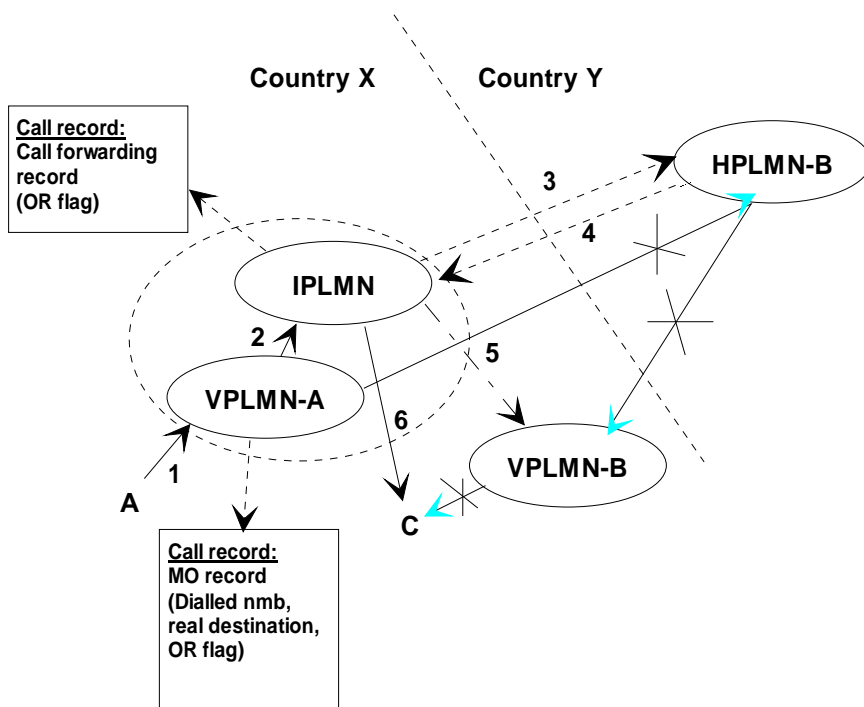 Country X
Country Y
Call record:
Call forwarding
record
(OR flag)
HPLMN-B
3
4
IPLMN
2
5
VPLMN-A
6
1
VPLMN-B
A
C
Call record:
MO record
(Dialled nmb,
real destination,
OR flag)